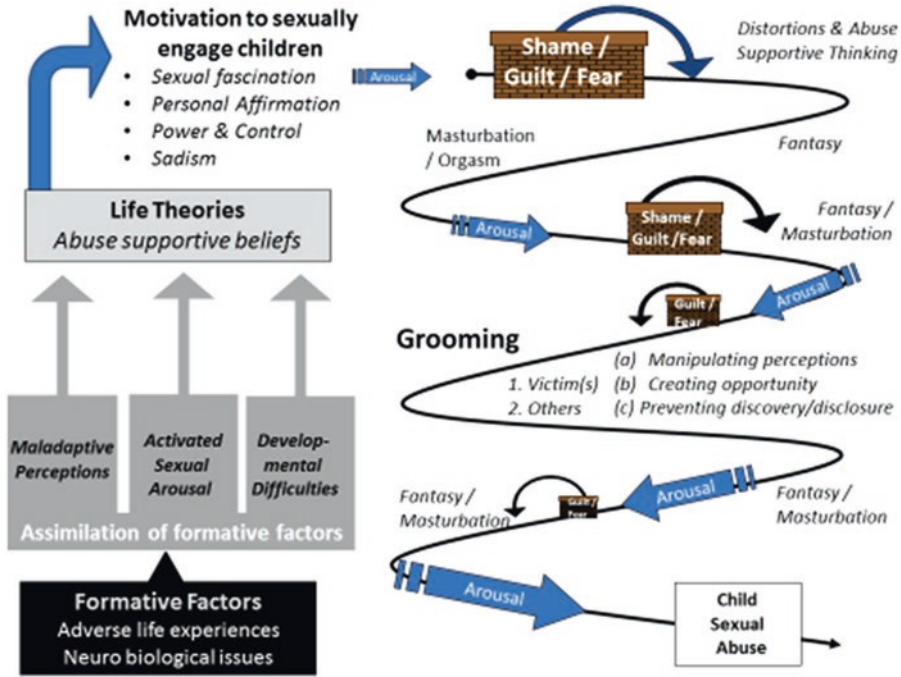 Motivation to sexually
engage children
• Sexual fascination
• Personal Affirmation
• Power & Control
• Sadism
Arousal
Shame /
Guilt / Fear
Distortions & Abuse
Supportive Thinking
Fantasy
Masturbation
/ Orgasm
Life Theories
Abuse supportive beliefs
Arousal
Shame /
Guilt /Fear
Fantasy /
Masturbation
Arousal
Guilt /
Fear
Grooming
1. Victim(s)
2. Others
(a) Manipulating perceptions
(b) Creating opportunity
(c) Preventing discovery/disclosure
Maladaptive
Perceptions
Activated
Sexual
Arousal
Develop-
mental
Difficulties
Assimilation of formative factors
Fantasy /
Masturbation
Guilt /
Fear
Arousal
Fantasy /
Masturbation
Arousal
Formative Factors
Adverse life experiences
Neuro biological issues
Child
Sexual
Abuse